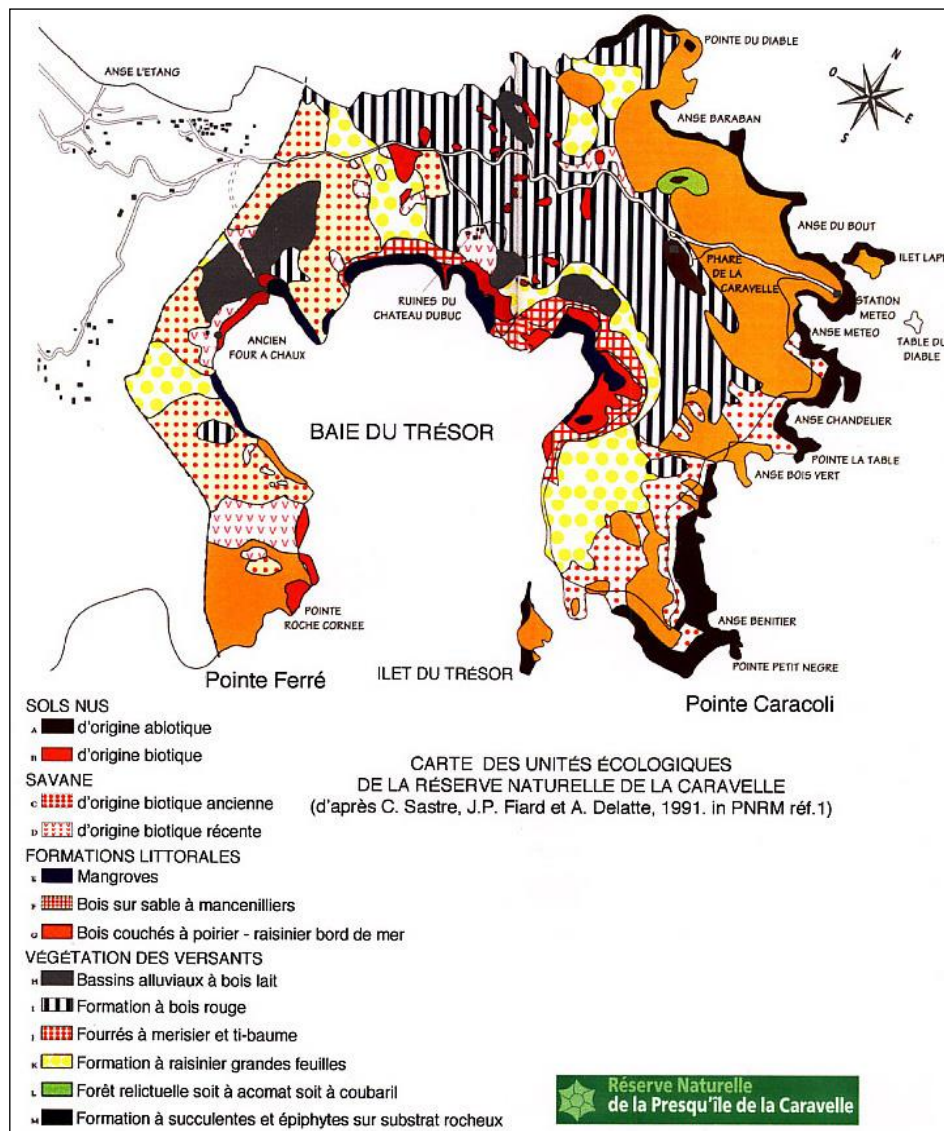 POINTE DU DIABLE
ANSE L'ETANG
N
O
E
S
ANSE BARABAN
ANSE DU BOUT
ILET LAPI
PHARE
DE LA
CARAVELLE
STATION
METEO
RUINES DU
CHATEAU DUBUC
ANSE METEO
TABLE DU
DIABLE
ANCIEN
FOUR A CHAUX
BAIE DU TRÉSOR
ANSE CHANDELIER
POINTE LA TABLE
ANSE BOIS VERT
POINTE
ROCHE CORNEE
ANSE BENITIER
ILET DU TRÉSOR
POINTE PETIT NEGRE
Pointe Ferré
Pointe Caracoli
SOLS NUS
A d'origine abiotique
B d'origine biotique
SAVANE
C d'origine biotique ancienne
D d'origine biotique récente
FORMATIONS LITTORALES
E Mangroves
F Bois sur sable à mancenilliers
G Bois couchés à poirier - raisinier bord de mer
VÉGÉTATION DES VERSANTS
H Bassins alluviaux à bois lait
I Formation à bois rouge
J Fourrés à merisier et ti-baume
K Formation à raisinier grandes feuilles
L Forêt relictuelle soit à acomat soit à coubaril
M Formation à succulentes et épiphytes sur substrat rocheux
CARTE DES UNITÉS ÉCOLOGIQUES
DE LA RÉSERVE NATURELLE DE LA CARAVELLE
(d'après C. Sastre, J.P. Fiard et A. Delatte, 1991. in PNRM réf.1)
Réserve Naturelle
de la Presqu'île de la Caravelle